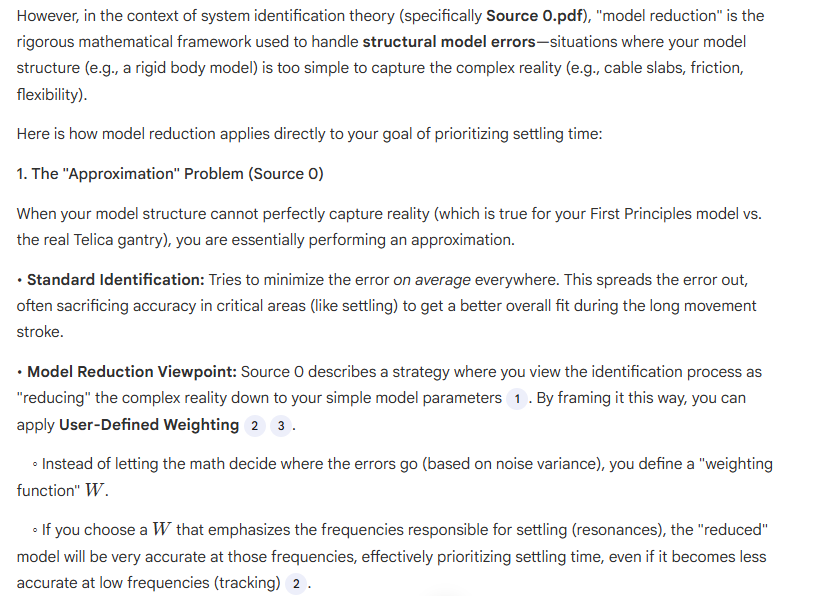 However, in the context of system identification theory (specifically Source 0.pdf), "model reduction" is the
rigorous mathematical framework used to handle structural model errors—situations where your model
structure (e.g., a rigid body model) is too simple to capture the complex reality (e.g., cable slabs, friction,
flexibility).
Here is how model reduction applies directly to your goal of prioritizing settling time:
1. The "Approximation" Problem (Source 0)
When your model structure cannot perfectly capture reality (which is true for your First Principles model vs.
the real Telica gantry), you are essentially performing an approximation.
• Standard Identification: Tries to minimize the error on average everywhere. This spreads the error out,
often sacrificing accuracy in critical areas (like settling) to get a better overall fit during the long movement
stroke.
• Model Reduction Viewpoint: Source 0 describes a strategy where you view the identification process as
"reducing" the complex reality down to your simple model parameters 1 . By framing it this way, you can
apply User-Defined Weighting 2 3 .
◦ Instead of letting the math decide where the errors go (based on noise variance), you define a "weighting
function" W.
◦ If you choose a W that emphasizes the frequencies responsible for settling (resonances), the "reduced"
model will be very accurate at those frequencies, effectively prioritizing settling time, even if it becomes less
accurate at low frequencies (tracking) 2 .